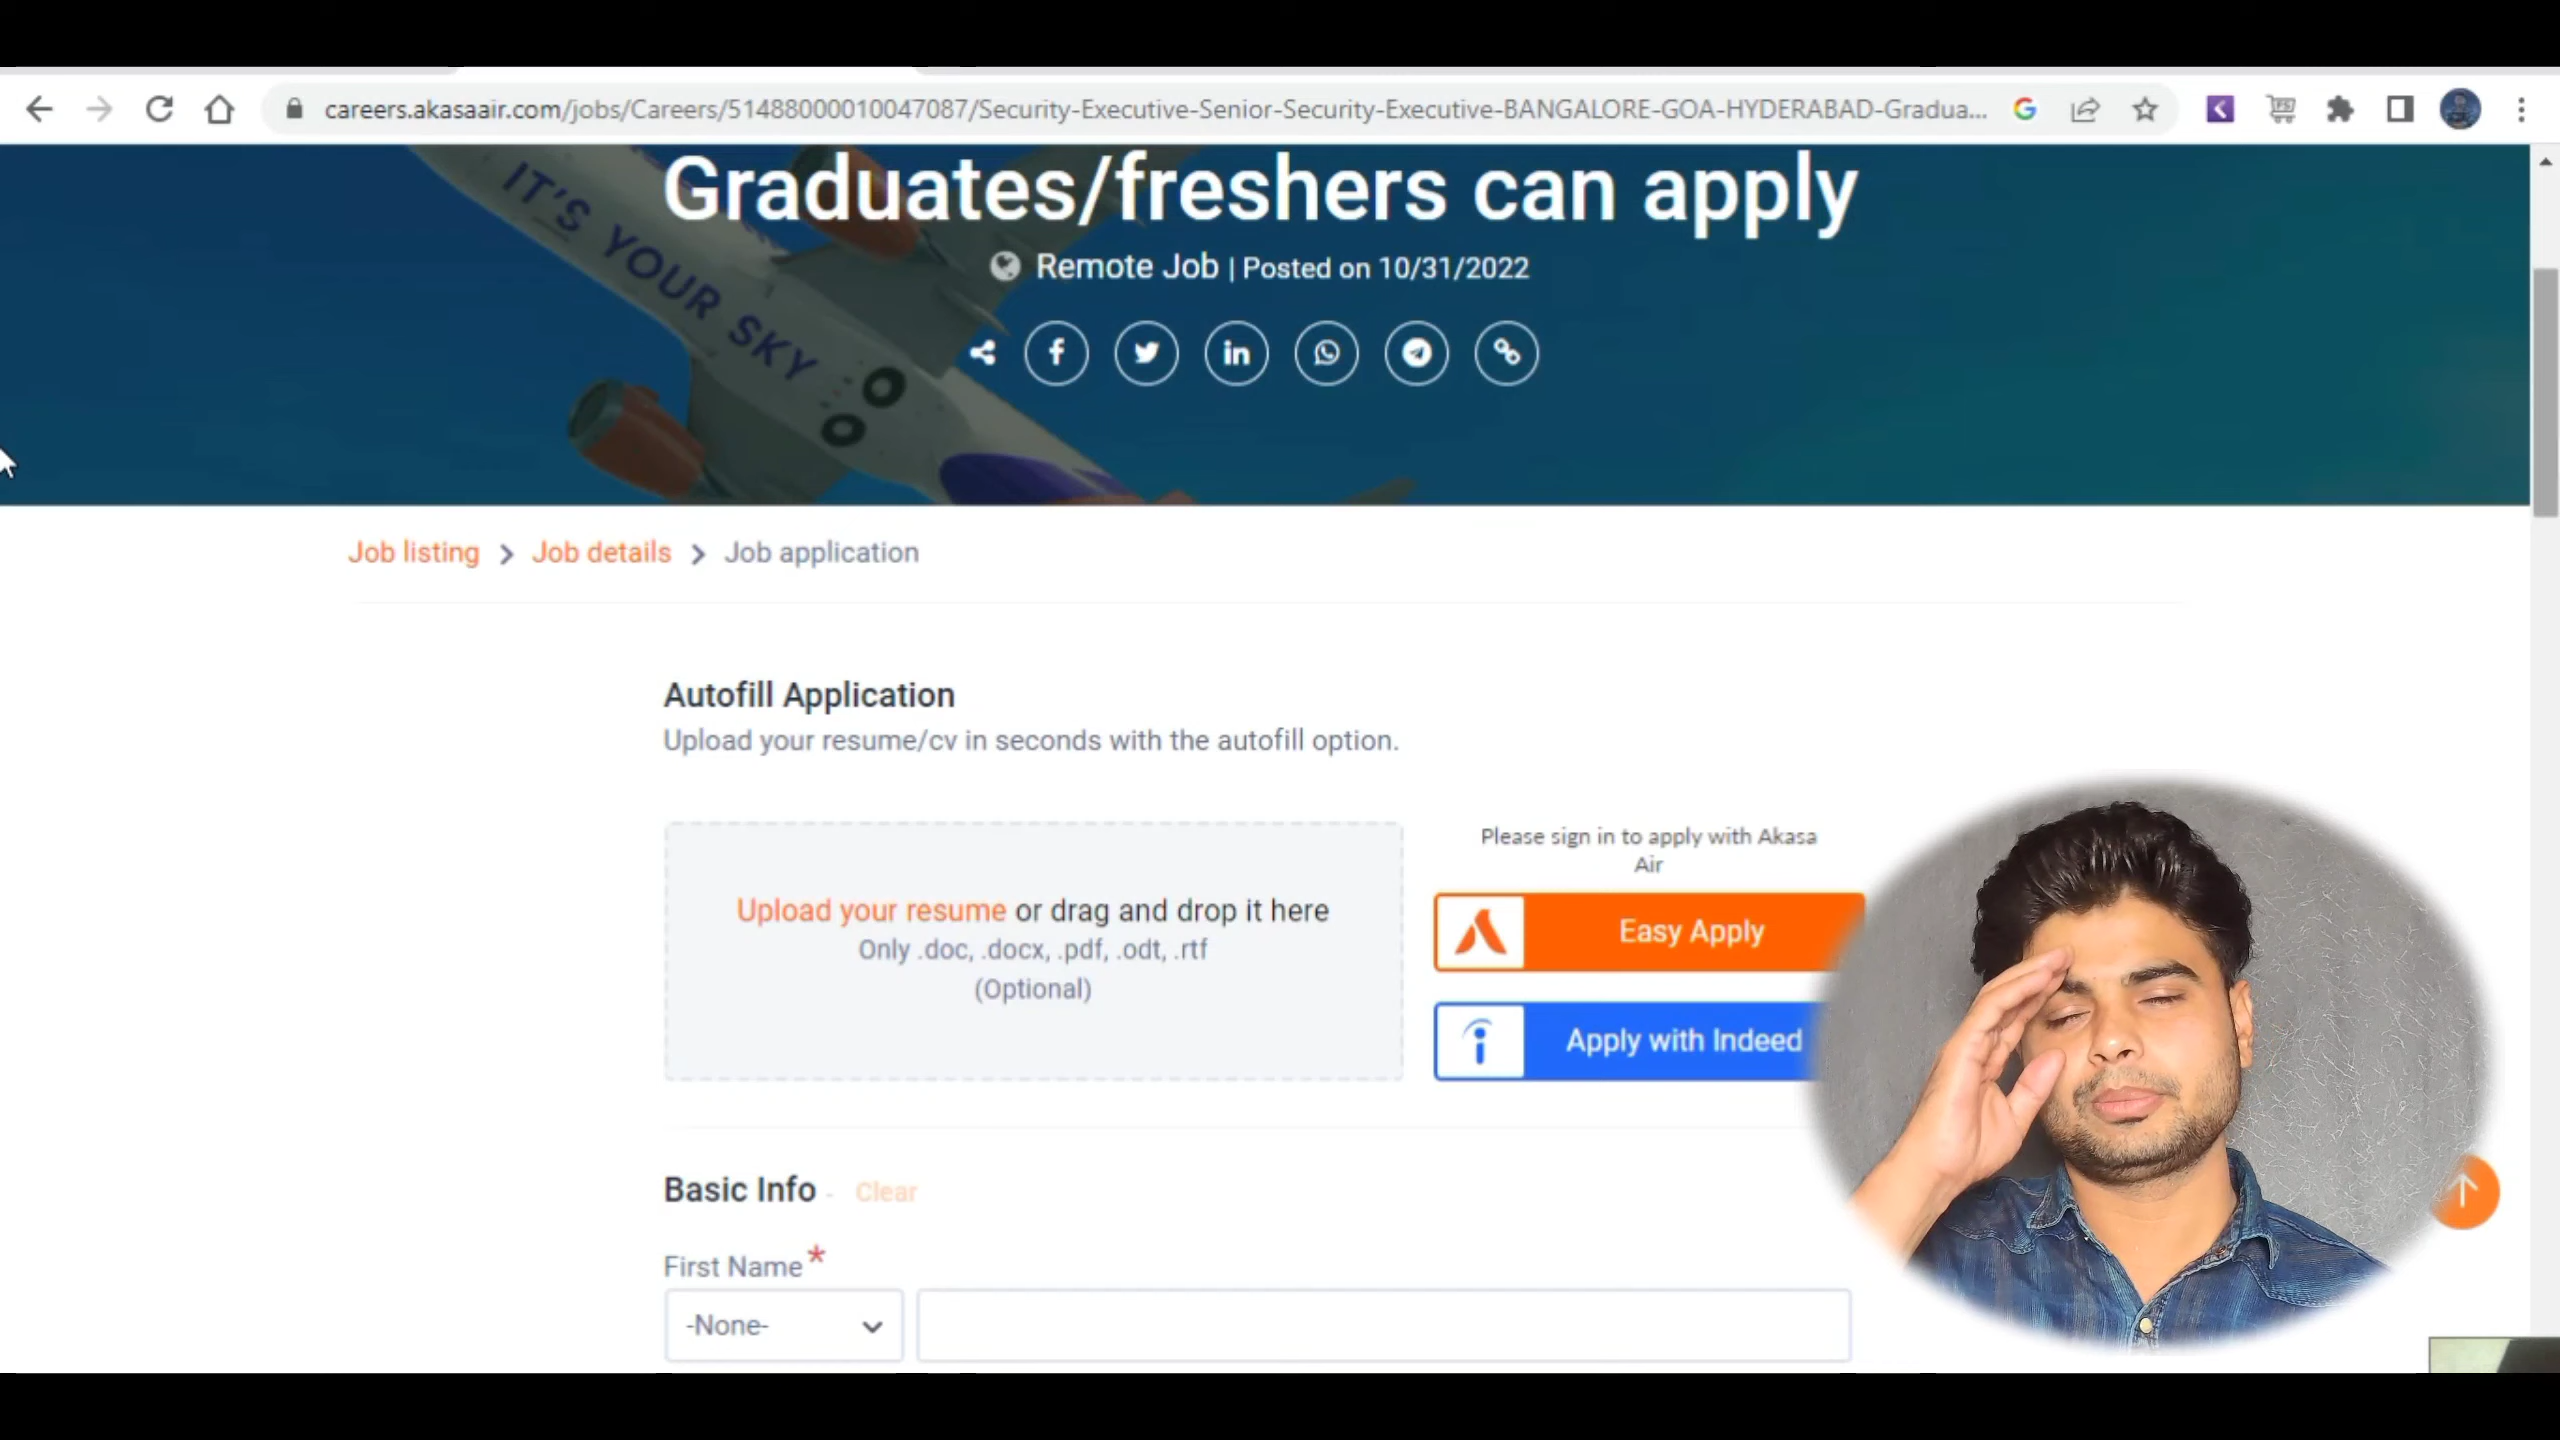 careers.akasaair.com/jobs/Careers/51488000010047087/Security-Executive-Senior-Security-Executive-BANGALORE-GOA-HYDERABAD-Gradua...
Graduates/freshers can apply
IT'S YOUR SKY
Remote Job | Posted on 10/31/2022
Job listing > Job details > Job application
Autofill Application
Upload your resume/cv in seconds with the autofill option.
Upload your resume or drag and drop it here
Only .doc, .docx, .pdf, .odt, .rtf
(Optional)
Please sign in to apply with Akasa
Air
Easy Apply
Apply with Indeed
Basic Info - Clear
First Name *
-None-